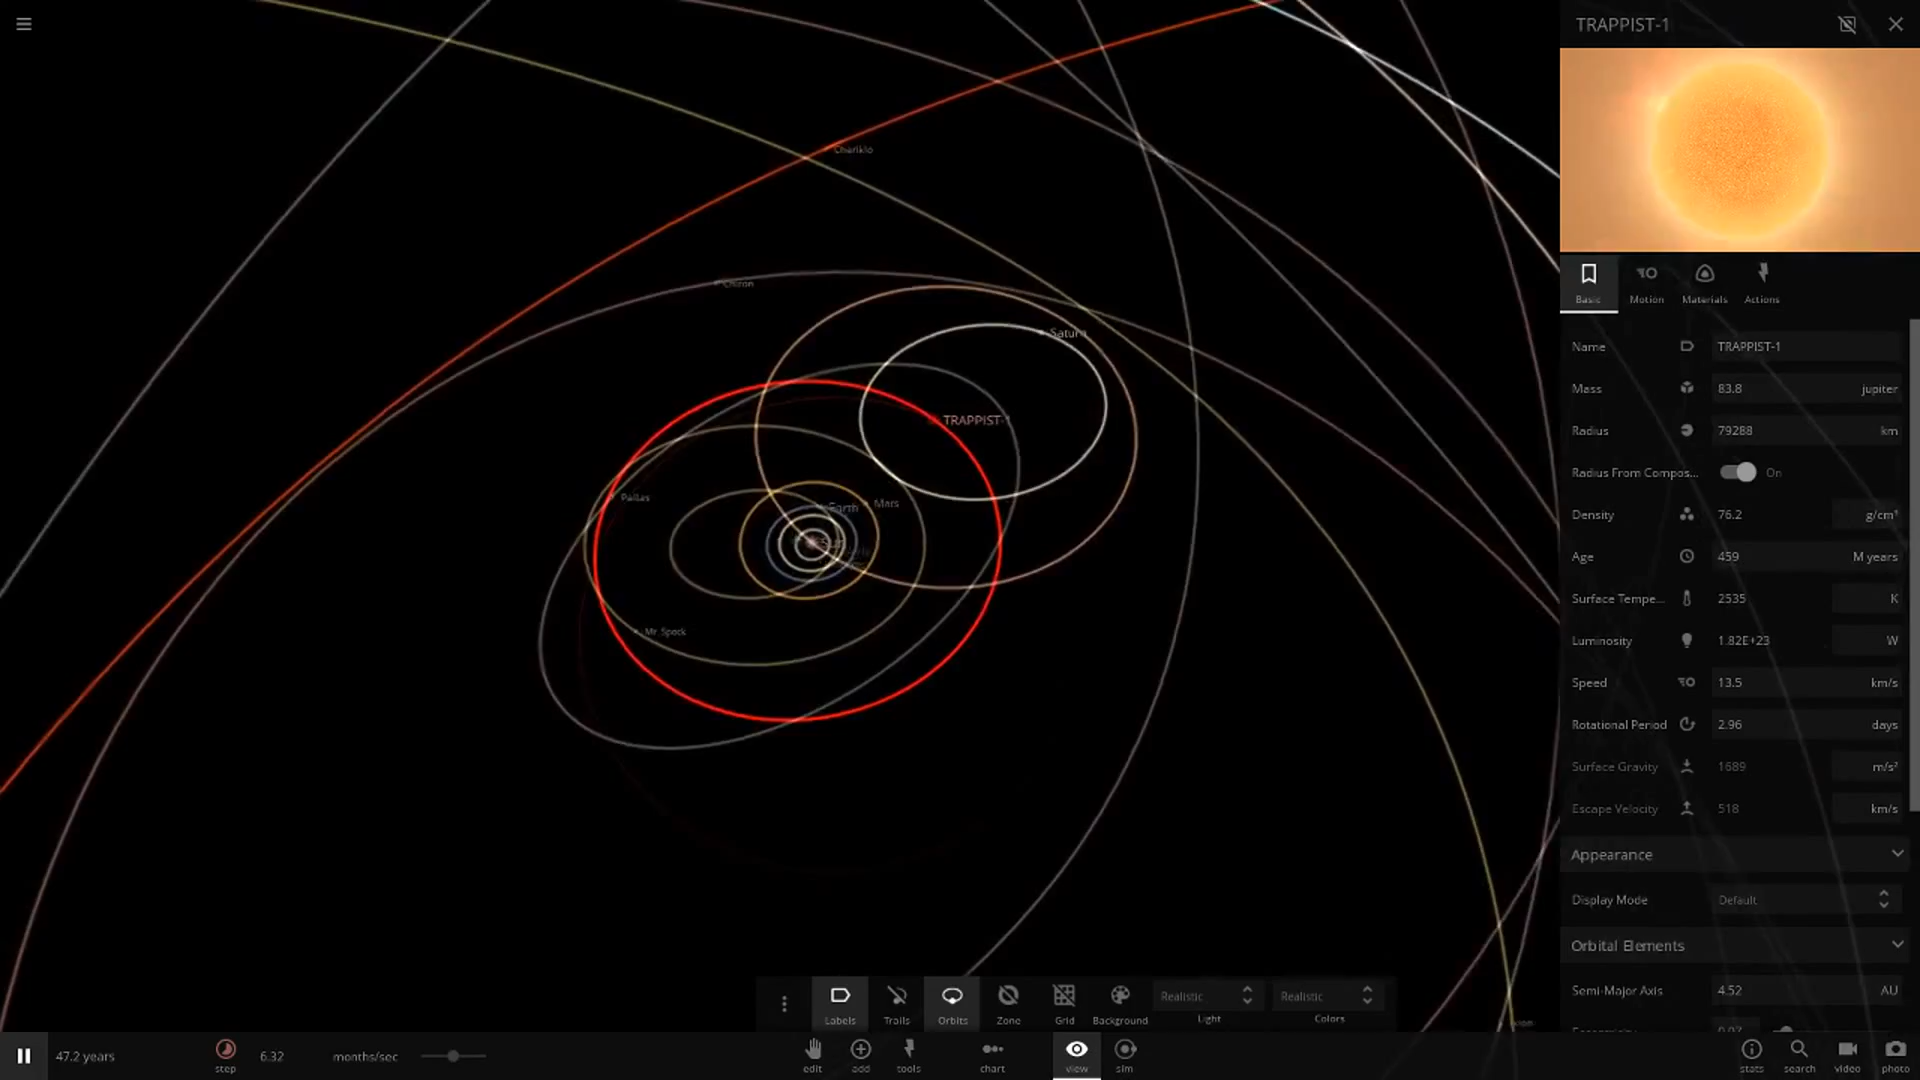 TRAPPIST-1
Chariklo
Chiron
Saturn
TRAPPIST-1
Pallas
Earth
Mars
Mr. Spock
Basic
Motion
Materials
Actions
Name TRAPPIST-1
Mass 83.8 jupiter
Radius 79288 km
Radius From Compos... On
Density 76.2 g/cm³
Age 459 M years
Surface Tempe... 2535 K
Luminosity 1.82E+23 W
Speed 13.5 km/s
Rotational Period 2.96 days
Surface Gravity 1689 m/s²
Escape Velocity 518 km/s
Appearance
Display Mode Default
Orbital Elements
Semi-Major Axis 4.52 AU
Eccentricity 0.07
Labels
Trails
Orbits
Zone
Grid
Background
Realistic
Light
Realistic
Colors
47.2 years
step
6.32 months/sec
edit
add
tools
chart
view
sim
stats
search
video
photo